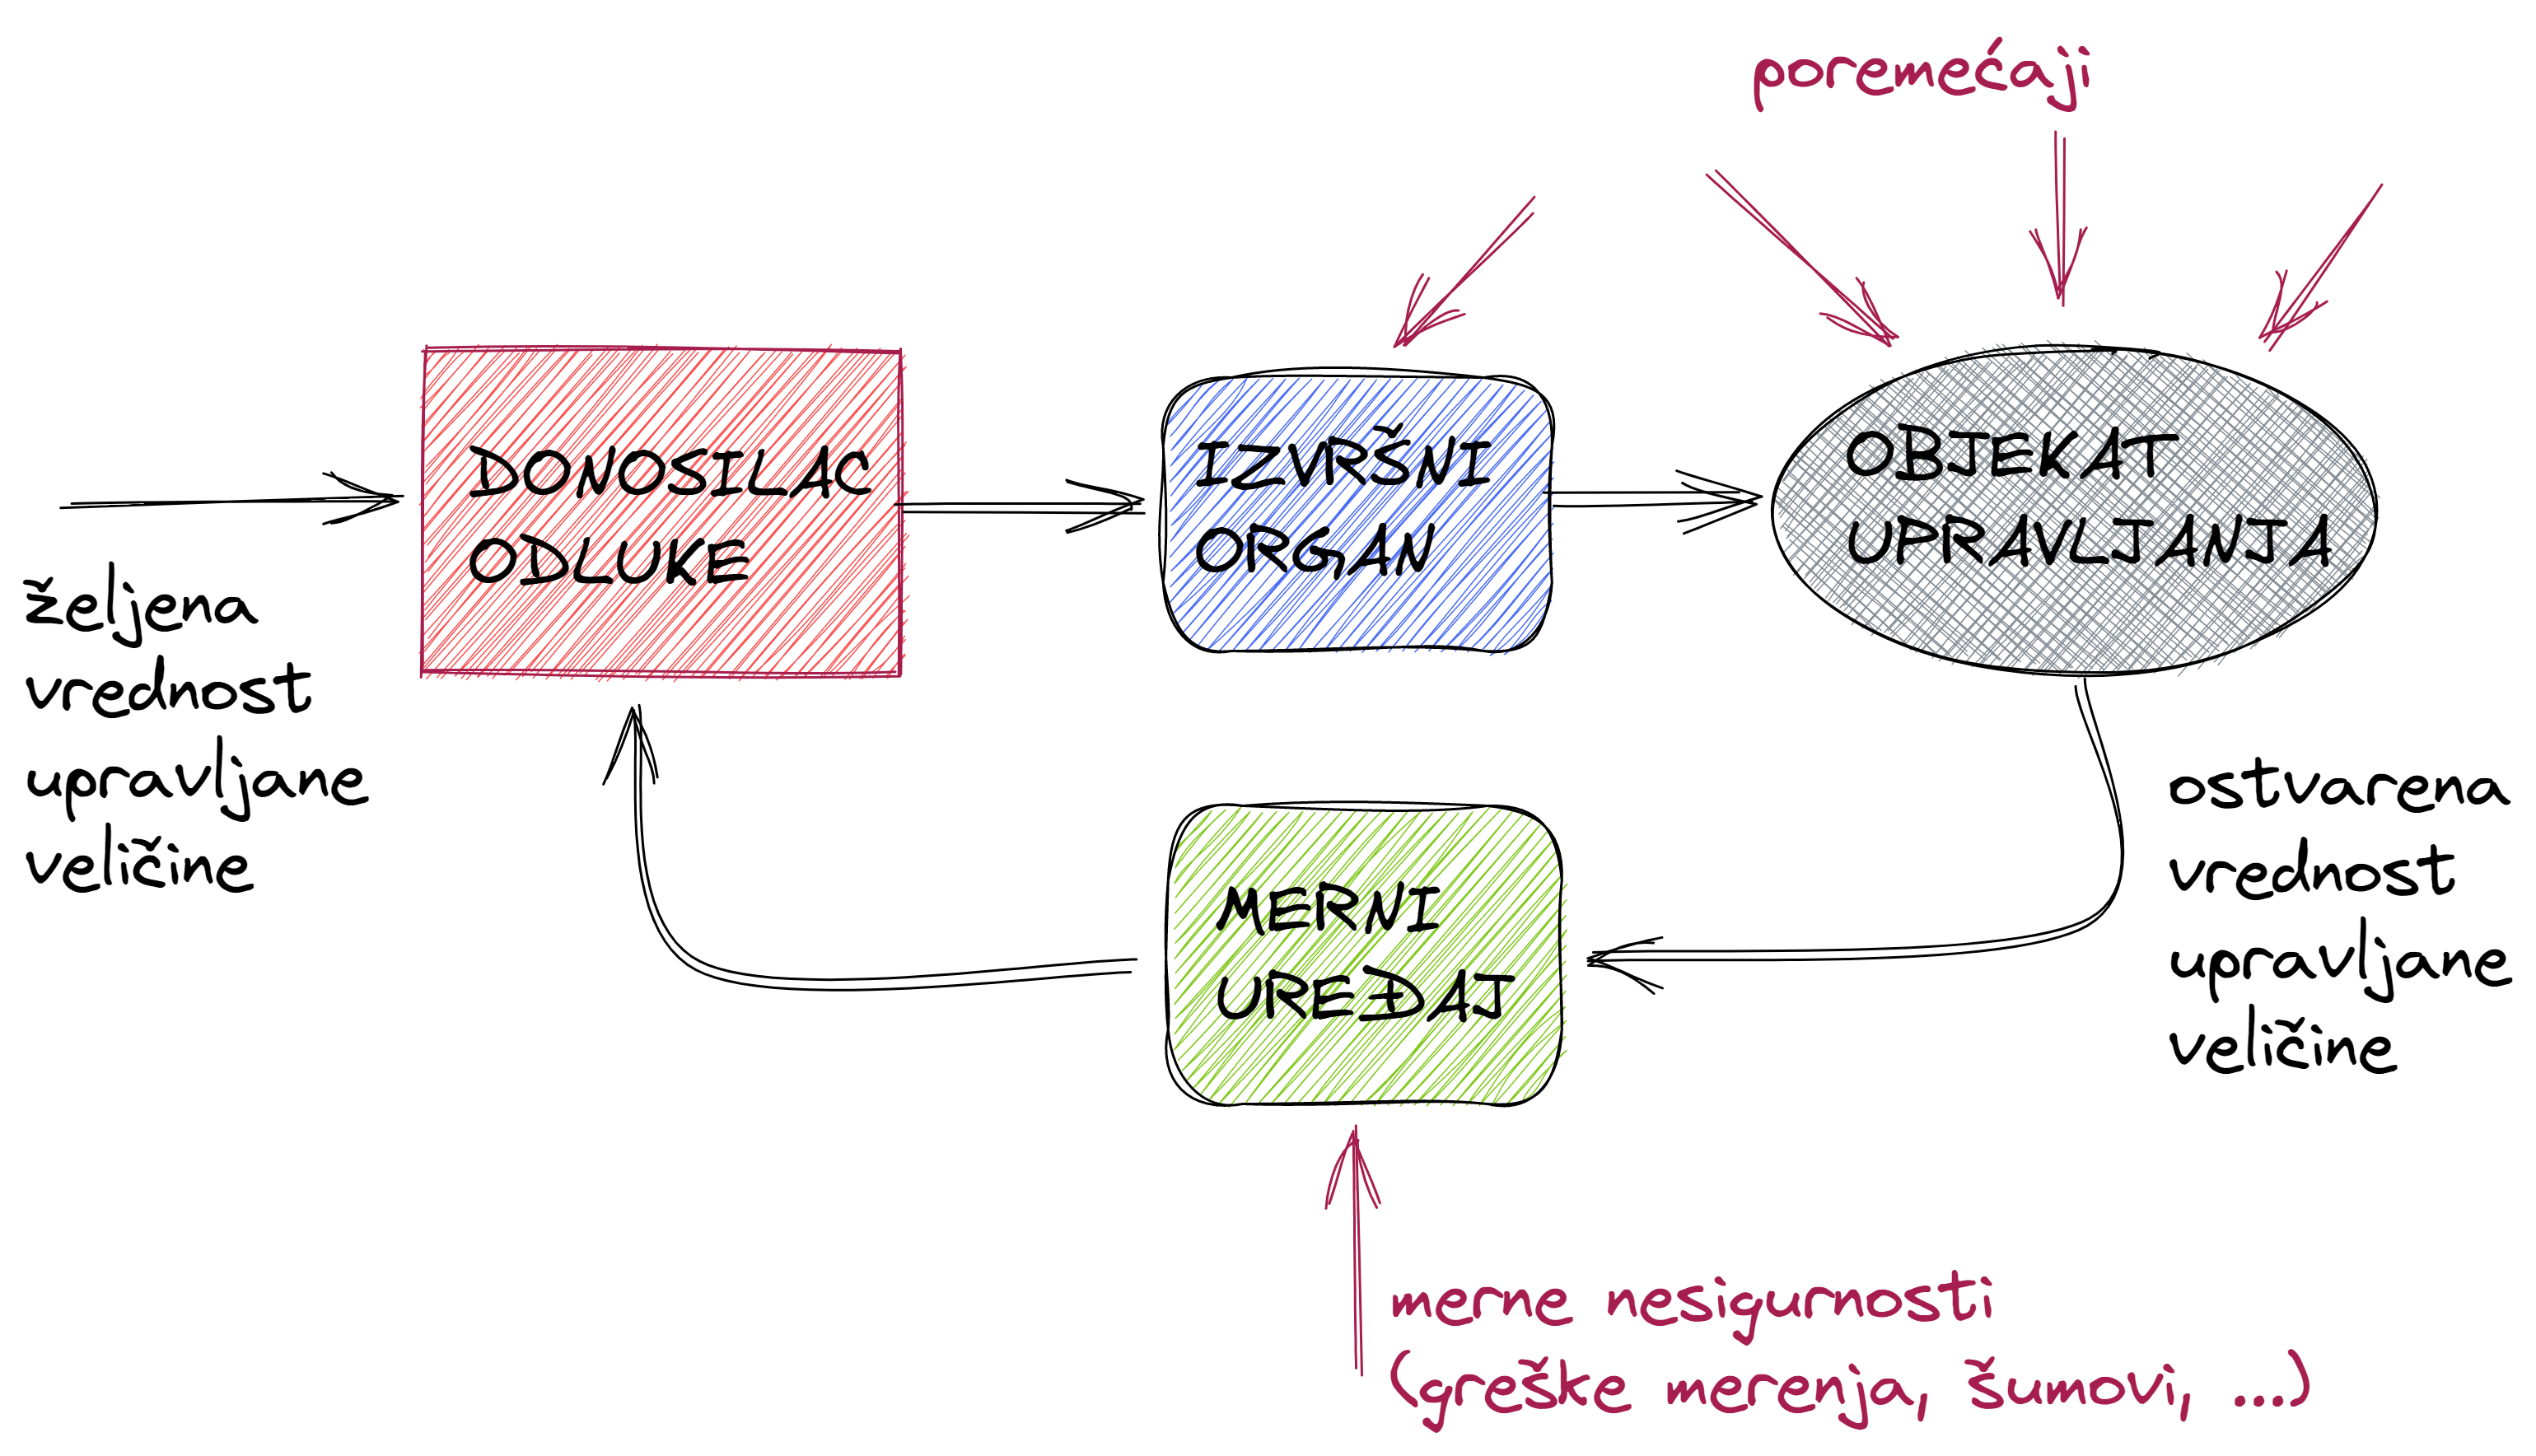 poremećaji
DONOSILAC
ODLUKE
IZVRŠNI
ORGAN
OBJEKAT
UPRAVLJANJA
željena
vrednost
upravljane
veličine
MERNI
UREĐAJ
ostvarena
vrednost
upravljane
veličine
merne nesigurnosti
(greške merenja, šumovi, ...)